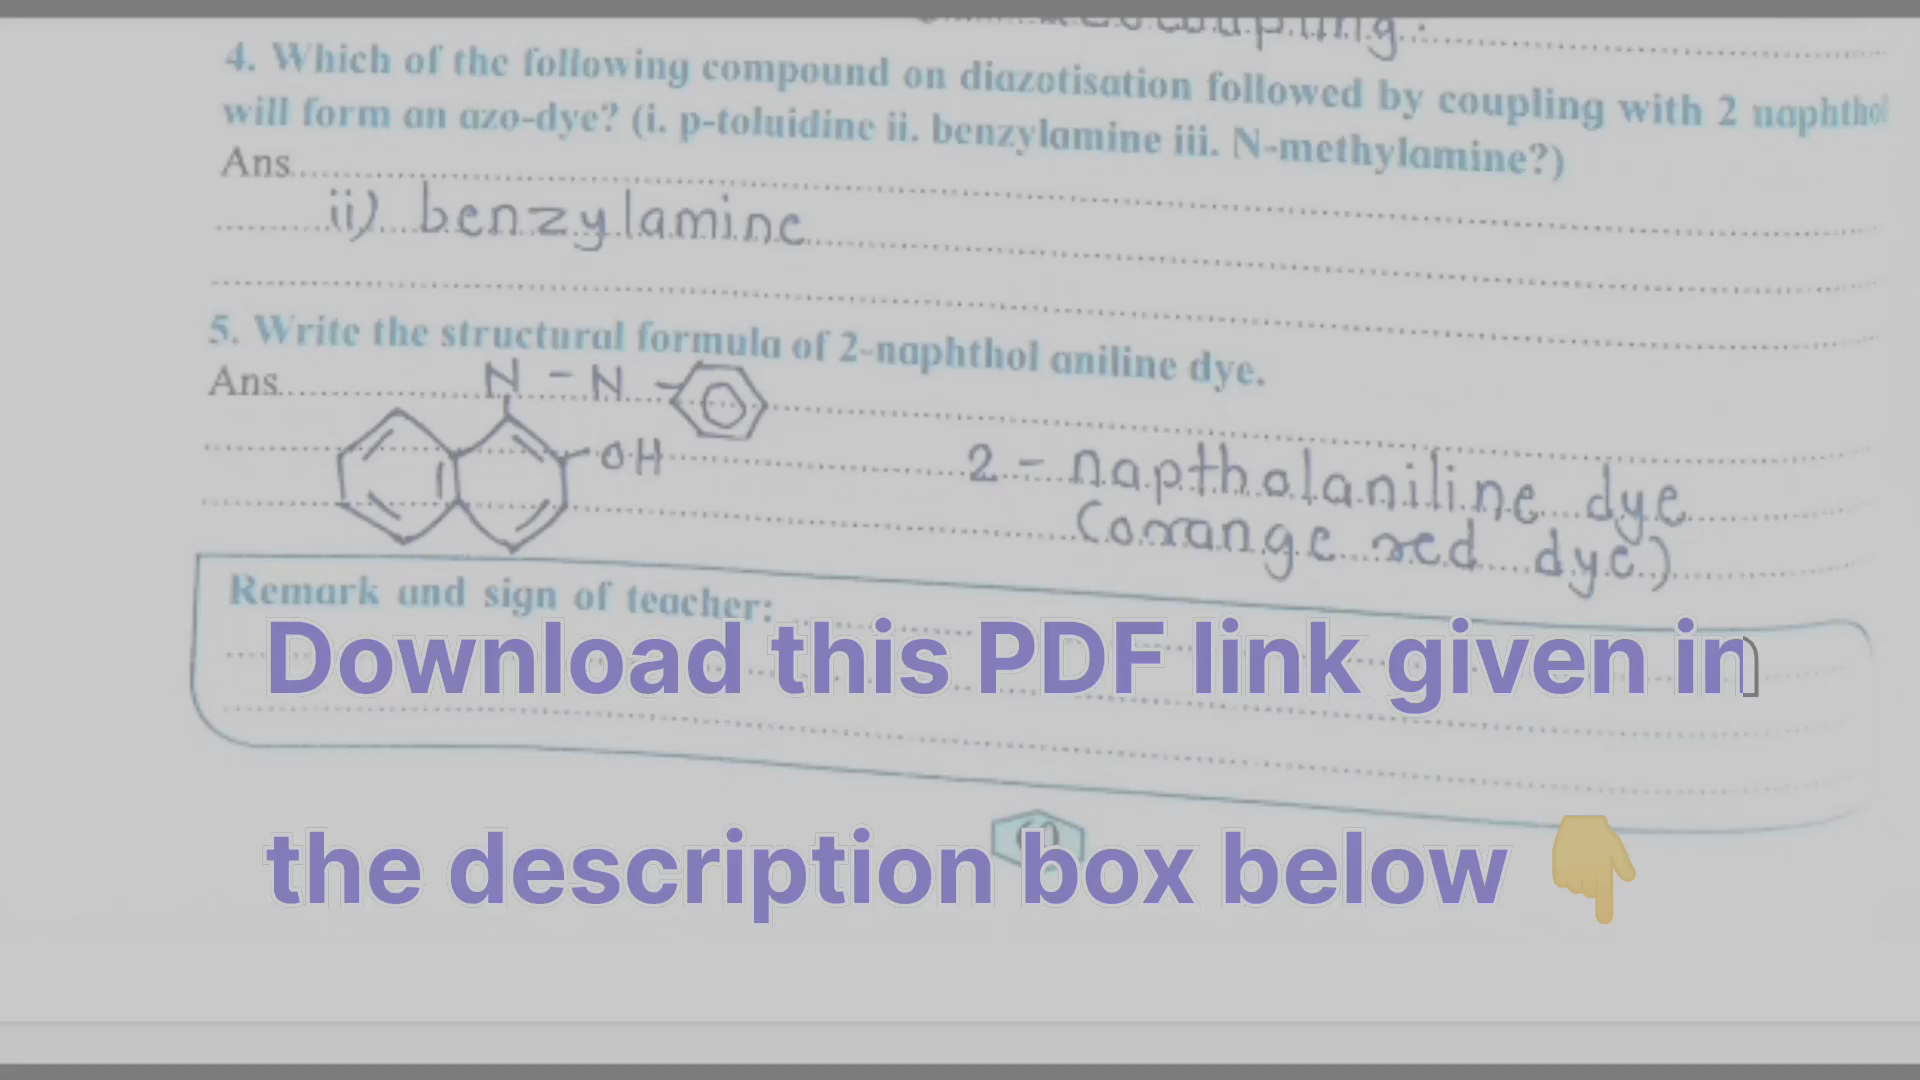 coupling.
4. Which of the following compound on diazotisation followed by coupling with 2 naphthol
will form an azo-dye? (i. p-toluidine ii. benzylamine iii. N-methylamine?)
Ans
ii) benzylamine
5. Write the structural formula of 2-naphthol aniline dye.
Ans
N - N
OH
2 - naptholaniline dye
(orange red dye)
Remark and sign of teacher:
Download this PDF link given in
the description box below 👇